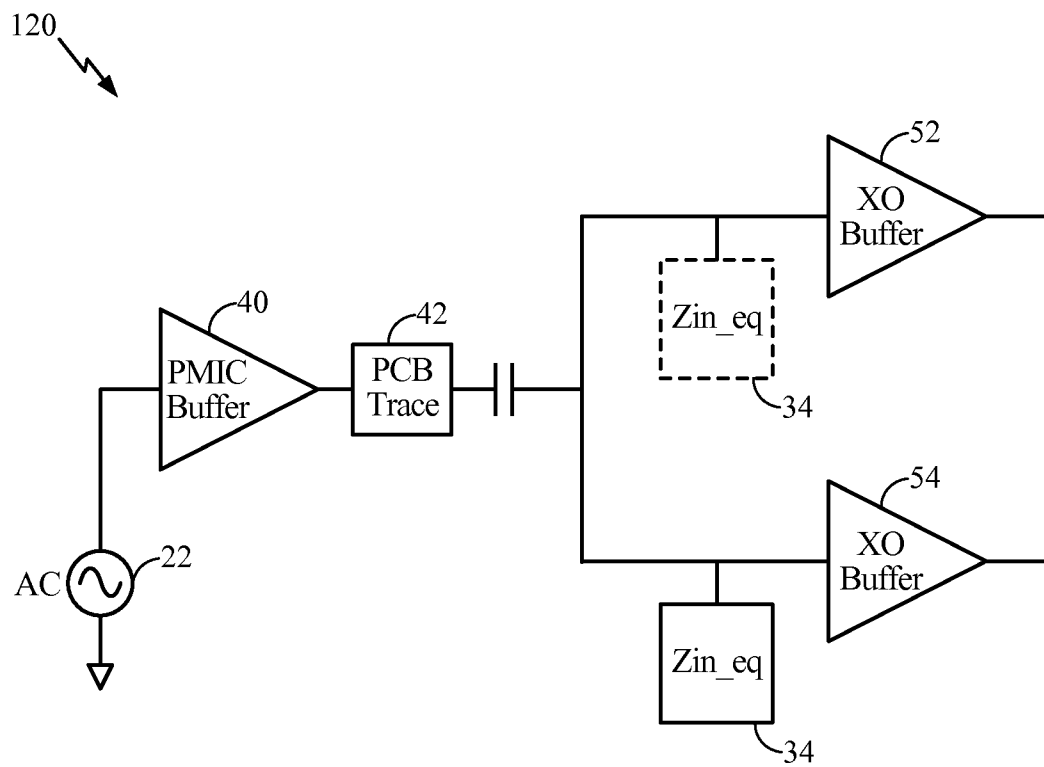 120
52
XO
Buffer
40
42
Zin_eq
PMIC
Buffer
PCB
Trace
34
54
22
XO
Buffer
AC
Zin_eq
34